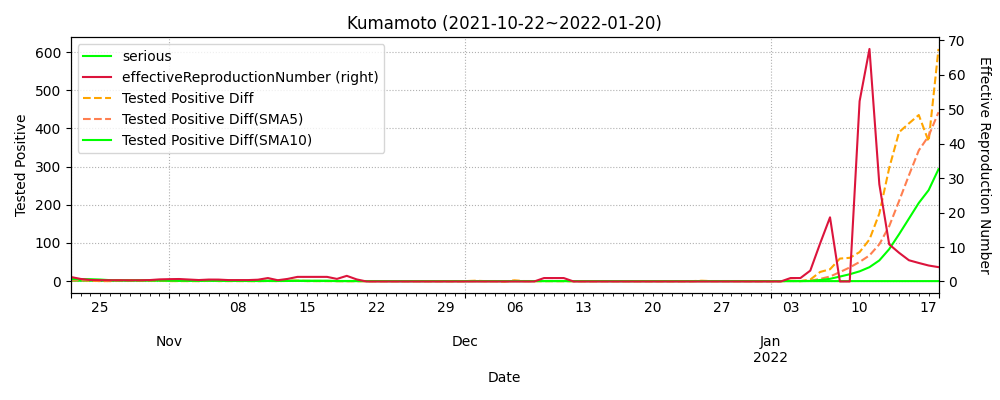 Kumamoto (2021-10-22~2022-01-20)
serious
effectiveReproductionNumber (right)
Tested Positive Diff
Tested Positive Diff(SMA5)
Tested Positive Diff(SMA10)
Tested Positive
600
500
400
300
200
100
0
70
60
50
40
30
20
10
0
Effective Reproduction Number
25 08 15 22 29 06 13 20 27 03 10 17
Nov Dec Jan
2022
Date